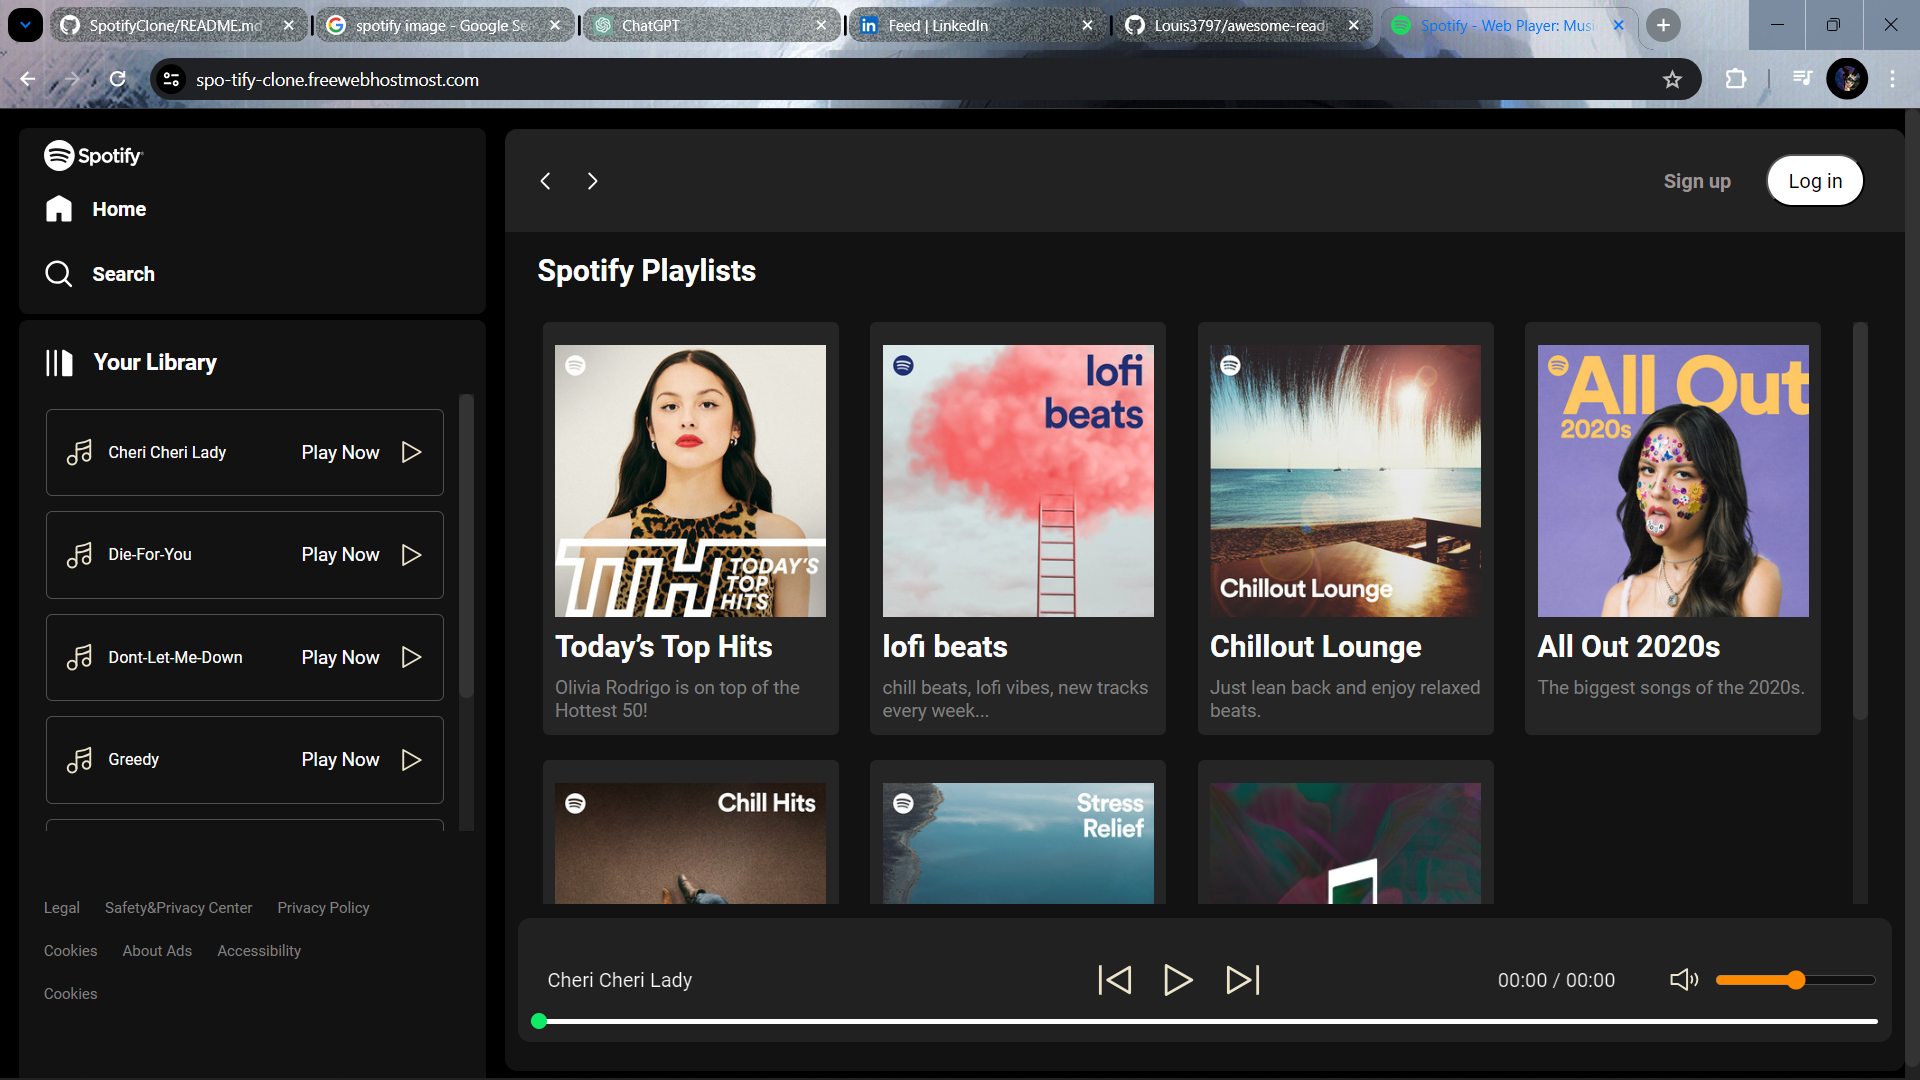 SpotifyClone/README.md
spotify image - Google Se
ChatGPT
Feed | LinkedIn
Louis3797/awesome-read
Spotify - Web Player: Musi
spo-tify-clone.freewebhostmost.com
Spotify
Home
Search
Your Library
Cheri Cheri Lady Play Now
Die-For-You Play Now
Dont-Let-Me-Down Play Now
Greedy Play Now
Legal Safety&Privacy Center Privacy Policy
Cookies About Ads Accessibility
Cookies
Sign up Log in
Spotify Playlists
TTH TODAY'S
TOP
HITS
Today’s Top Hits
Olivia Rodrigo is on top of the
Hottest 50!
lofi
beats
lofi beats
chill beats, lofi vibes, new tracks
every week...
Chillout Lounge
Chillout Lounge
Just lean back and enjoy relaxed
beats.
All Out
2020s
All Out 2020s
The biggest songs of the 2020s.
Chill Hits
Stress
Relief
Cheri Cheri Lady
00:00 / 00:00